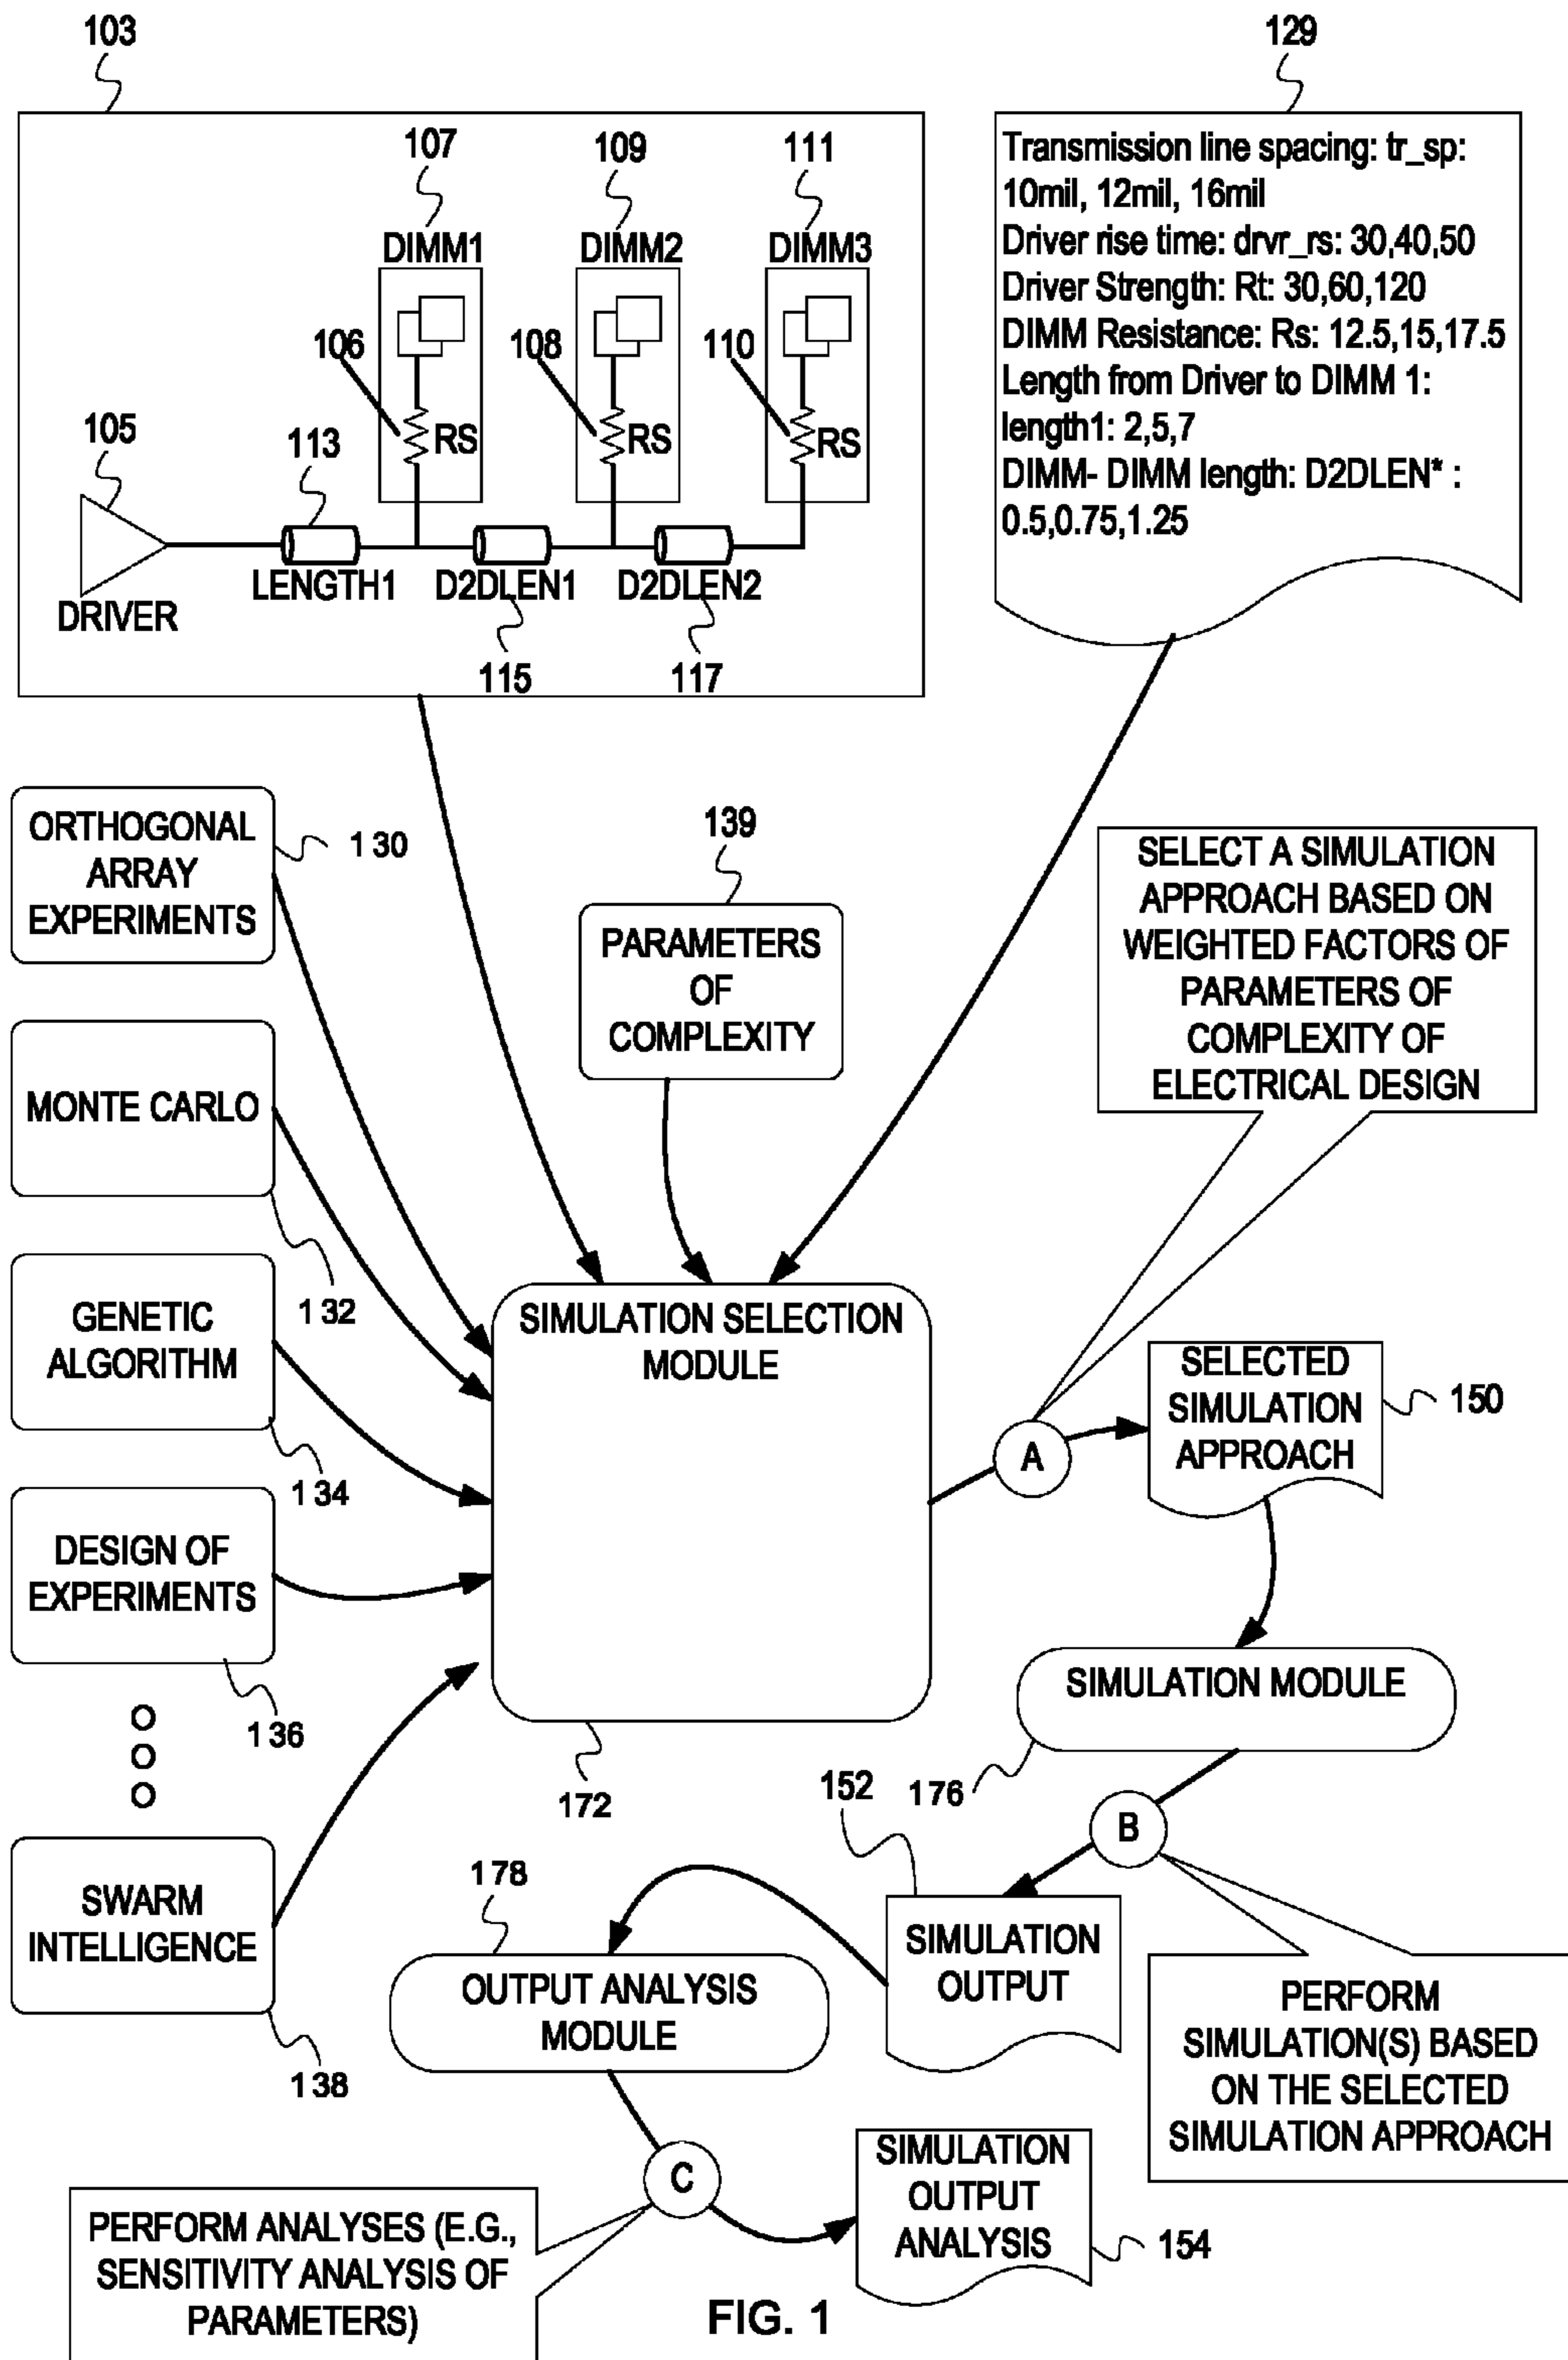 103
129
107
109
111
DIMM1
DIMM2
DIMM3
106
108
110
RS
RS
RS
105
113
DRIVER
LENGTH1
D2DLEN1
D2DLEN2
115
117
Transmission line spacing: tr_sp:
10mil, 12mil, 16mil
Driver rise time: drvr_rs: 30,40,50
Driver Strength: Rt: 30,60,120
DIMM Resistance: Rs: 12.5,15,17.5
Length from Driver to DIMM 1:
length1: 2,5,7
DIMM- DIMM length: D2DLEN* :
0.5,0.75,1.25
ORTHOGONAL
ARRAY
EXPERIMENTS
130
139
PARAMETERS
OF
COMPLEXITY
SELECT A SIMULATION
APPROACH BASED ON
WEIGHTED FACTORS OF
PARAMETERS OF
COMPLEXITY OF
ELECTRICAL DESIGN
MONTE CARLO
132
GENETIC
ALGORITHM
134
SIMULATION SELECTION
MODULE
172
A
SELECTED
SIMULATION
APPROACH
150
DESIGN OF
EXPERIMENTS
136
SIMULATION MODULE
176
B
152
SIMULATION
OUTPUT
SWARM
INTELLIGENCE
138
178
OUTPUT ANALYSIS
MODULE
PERFORM
SIMULATION(S) BASED
ON THE SELECTED
SIMULATION APPROACH
C
SIMULATION
OUTPUT
ANALYSIS
154
PERFORM ANALYSES (E.G.,
SENSITIVITY ANALYSIS OF
PARAMETERS)
FIG. 1